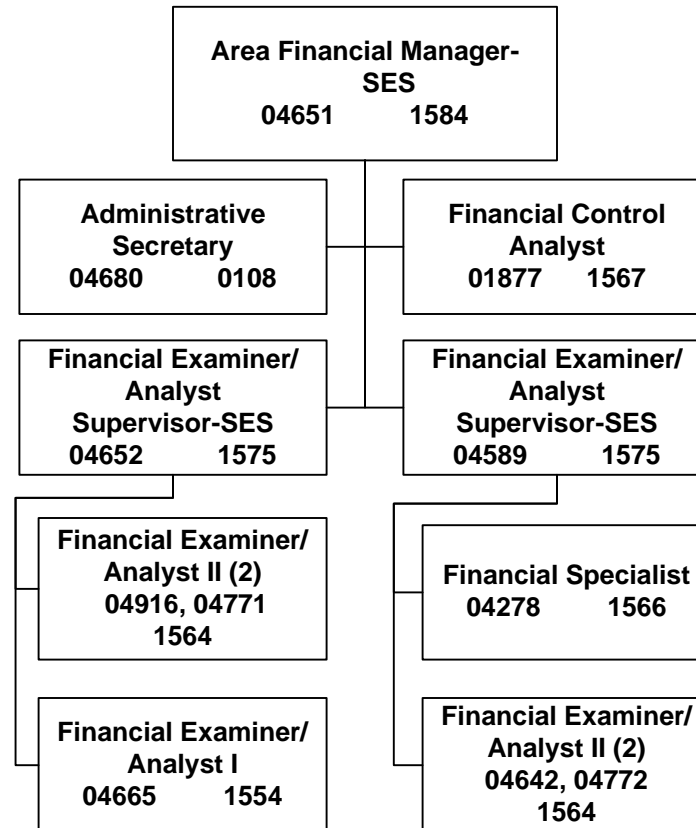 Area Financial Manager-
SES
04651 1584
Administrative
Secretary
04680 0108
Financial Control
Analyst
01877 1567
Financial Examiner/
Analyst
Supervisor-SES
04652 1575
Financial Examiner/
Analyst
Supervisor-SES
04589 1575
Financial Examiner/
Analyst II (2)
04916, 04771
1564
Financial Specialist
04278 1566
Financial Examiner/
Analyst I
04665 1554
Financial Examiner/
Analyst II (2)
04642, 04772
1564